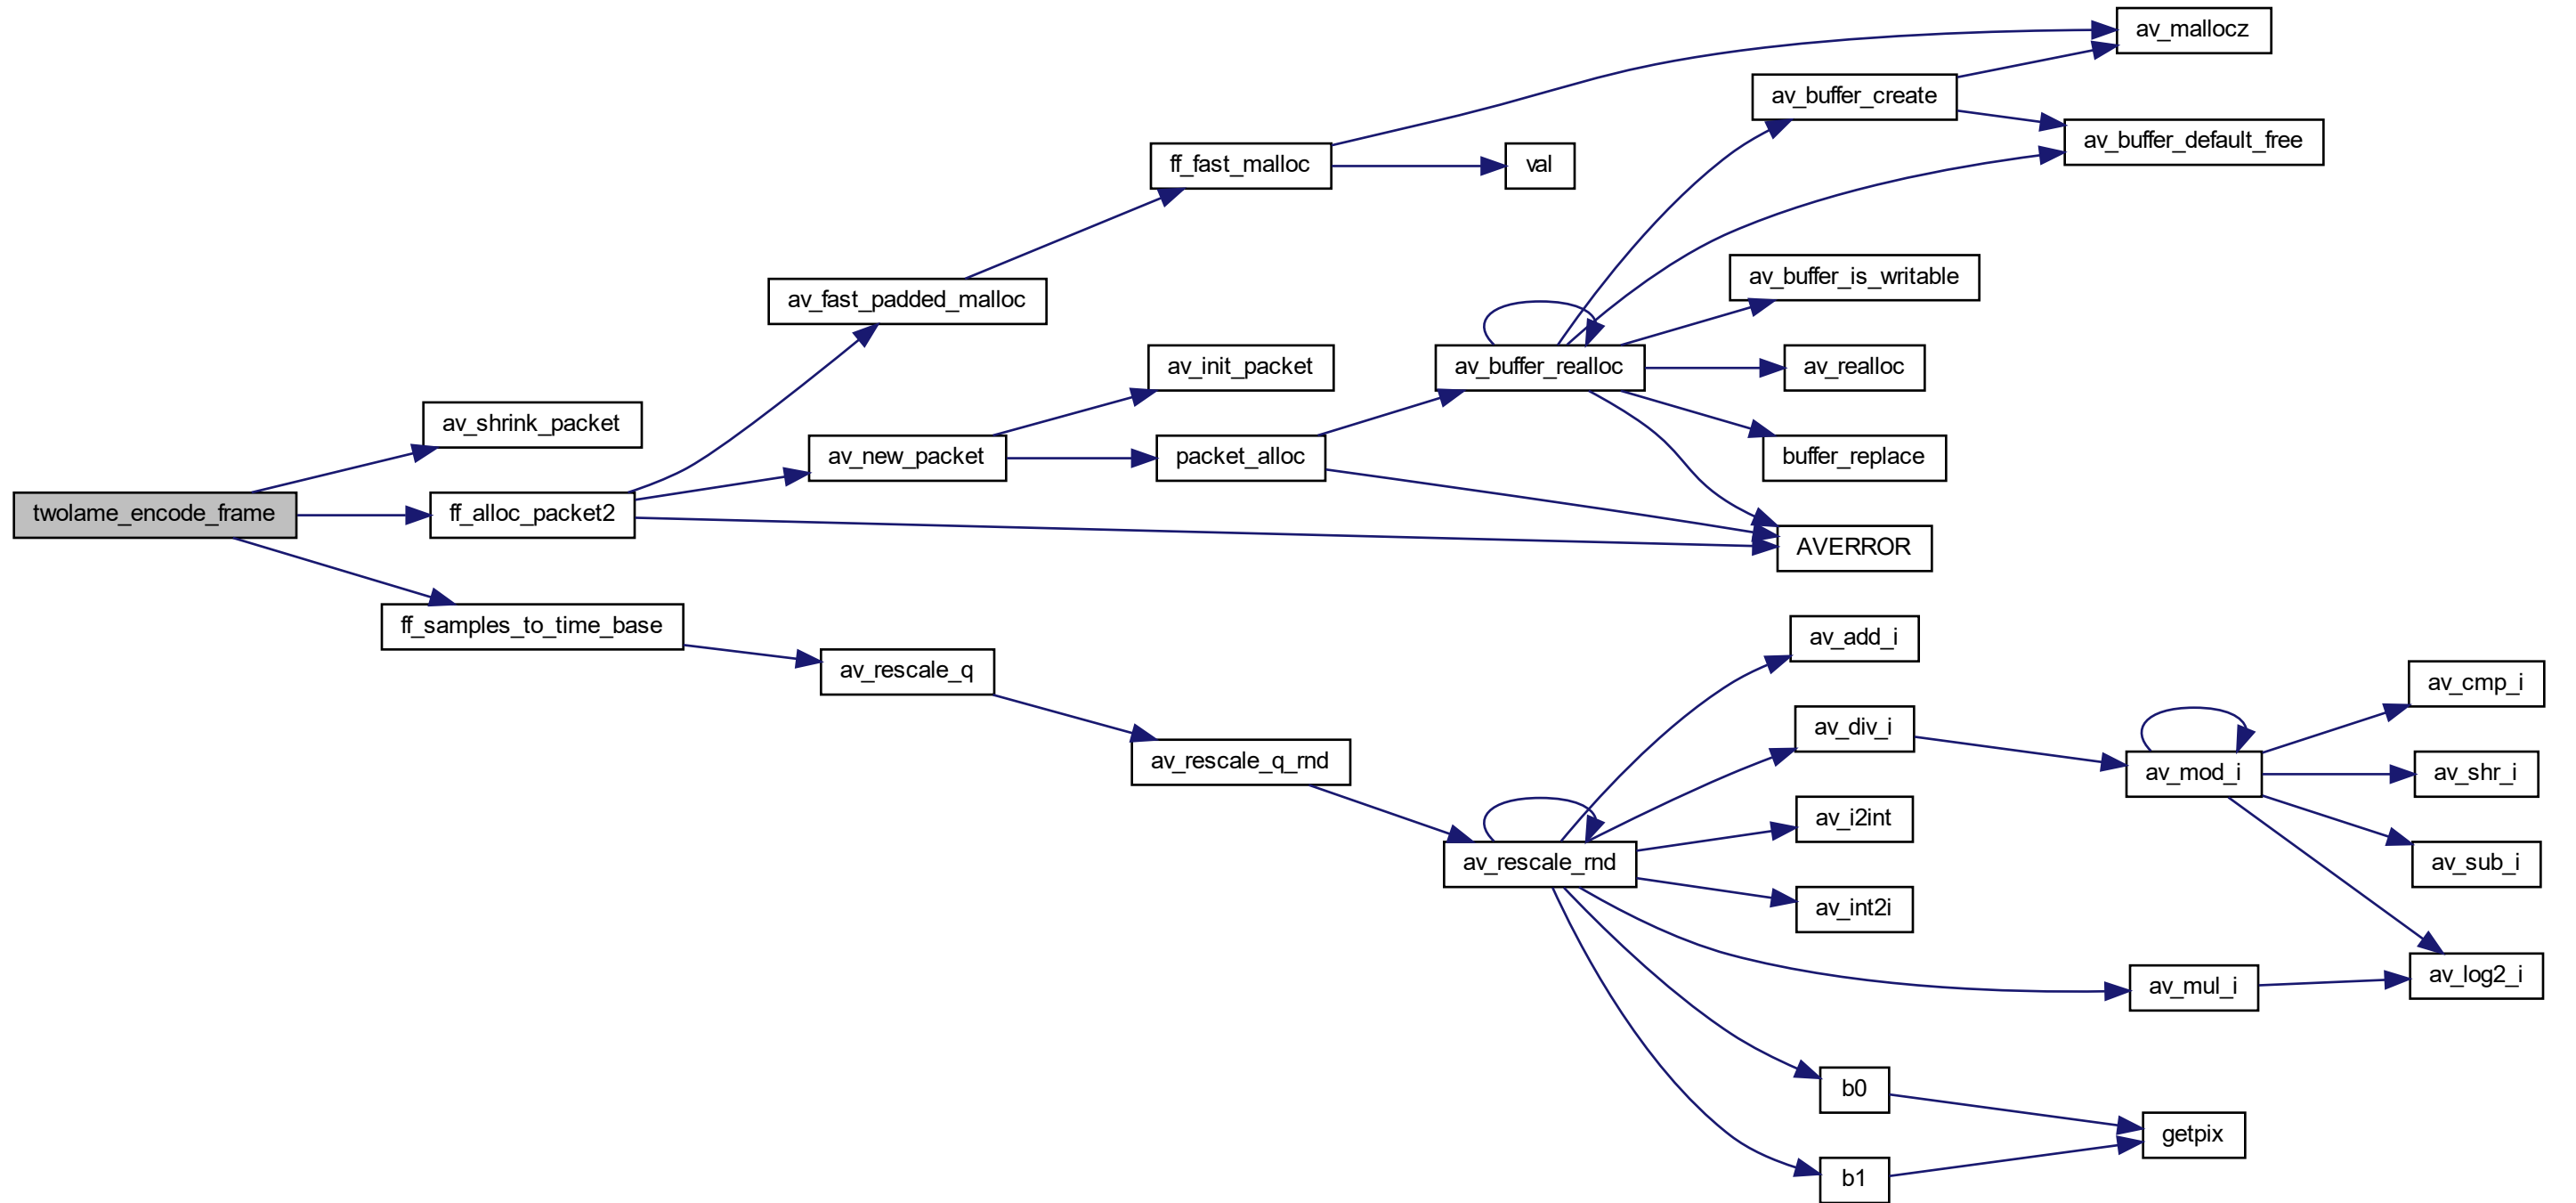 av_mallocz
av_buffer_create
av_buffer_default_free
ff_fast_malloc
val
av_buffer_is_writable
av_fast_padded_malloc
av_init_packet
av_buffer_realloc
av_realloc
av_shrink_packet
av_new_packet
packet_alloc
buffer_replace
twolame_encode_frame
ff_alloc_packet2
AVERROR
ff_samples_to_time_base
av_add_i
av_rescale_q
av_cmp_i
av_div_i
av_rescale_q_rnd
av_mod_i
av_shr_i
av_i2int
av_rescale_rnd
av_sub_i
av_int2i
av_mul_i
av_log2_i
b0
getpix
b1